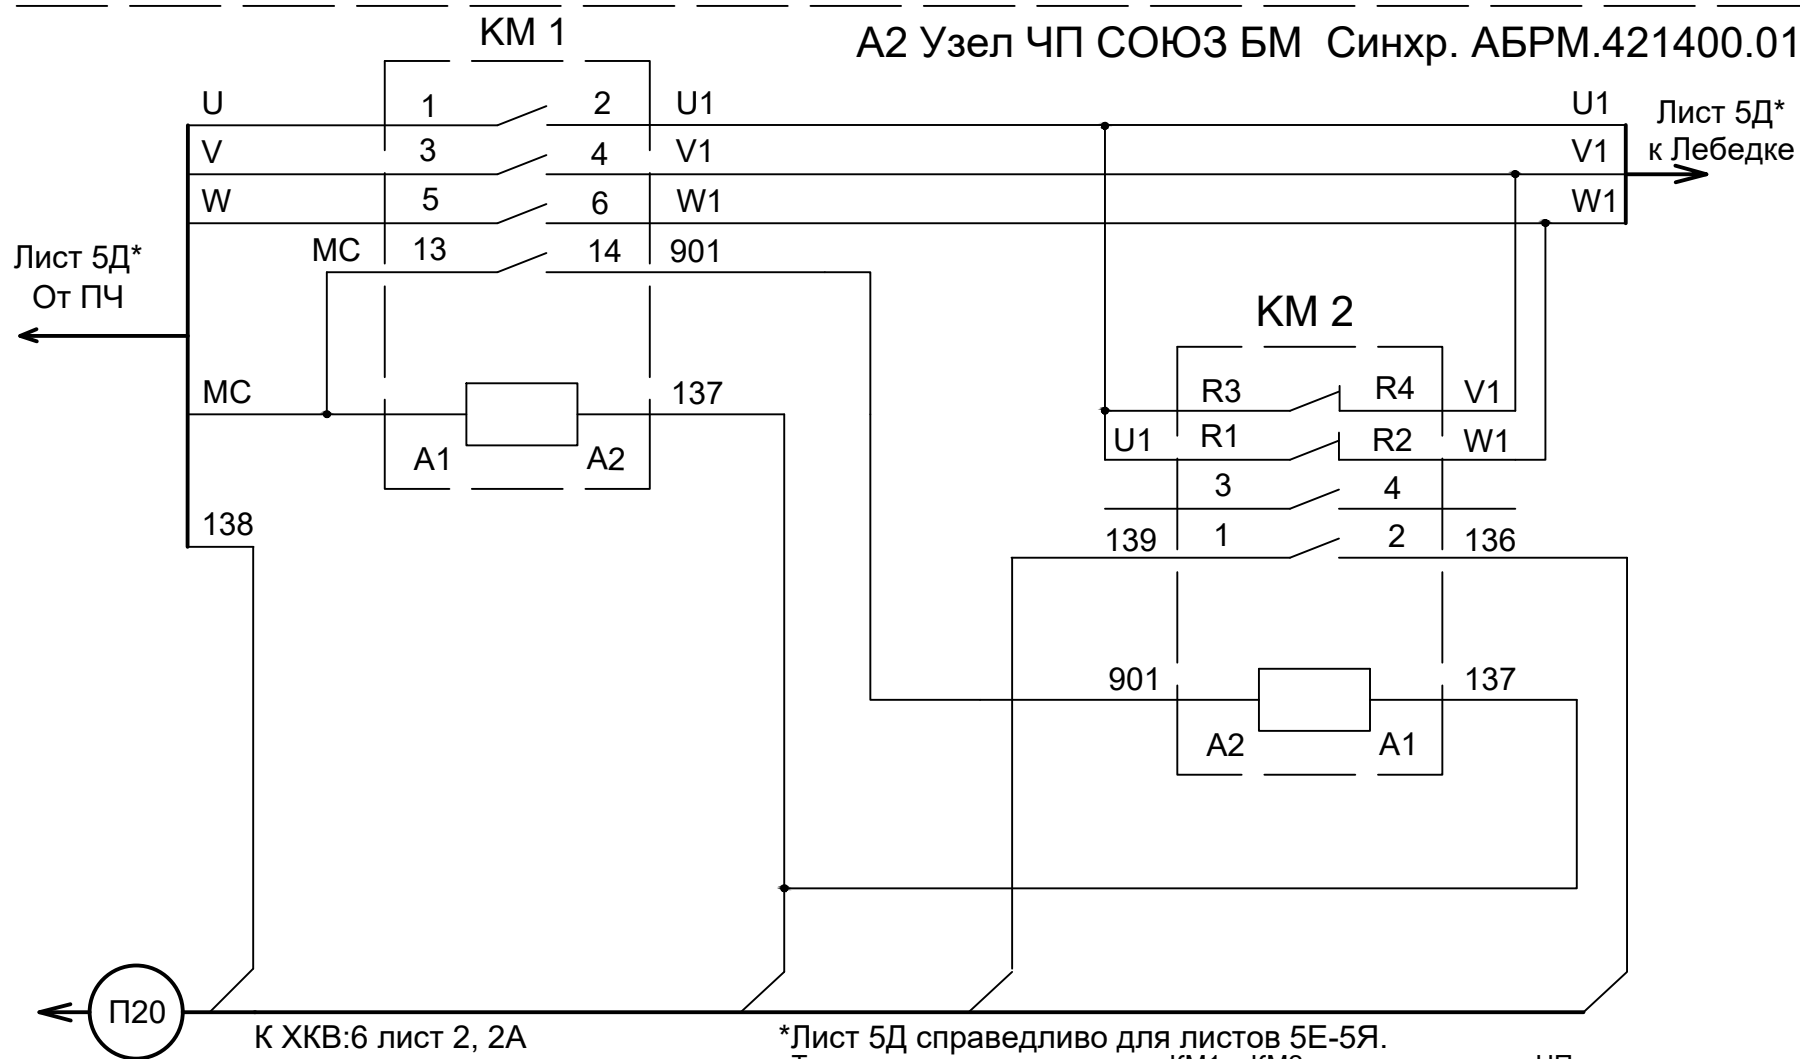 КМ 1
А2 Узел ЧП СОЮЗ БМ Синхр. АБРМ.421400.01
U 1 2 U1 U1
Лист 5Д*
к Лебедке
V 3 4 V1 V1
W 5 6 W1 W1
МС 13 14 901
Лист 5Д*
От ПЧ
КМ 2
МС 137
А1 А2
R3 R4 V1
U1 R1 R2 W1
3 4
138
139 1 2 136
901 137
А2 А1
П20
К ХКВ:6 лист 2, 2А
*Лист 5Д справедливо для листов 5Е-5Я.